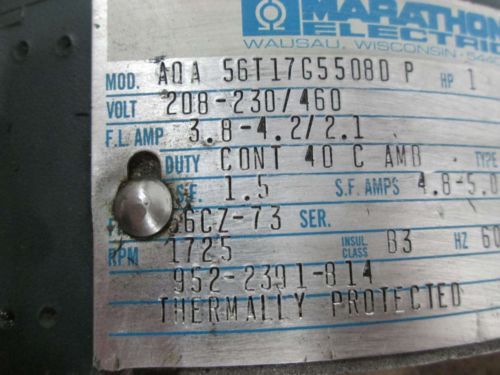 MARATHON
ELECTRIC
WAUSAU, WISCONSIN
MOD. AQA 56T17G5508D P HP 1
VOLT 208-230/460
F.L. AMP 3.8-4.2/2.1
DUTY CONT 40 C AMB. TYPE
S.F. 1.5 S.F. AMPS 4.8-5.0
56CZ-73 SER.
RPM 1725 INSUL. CLASS B3 HZ 60
952-2391-814
THERMALLY PROTECTED